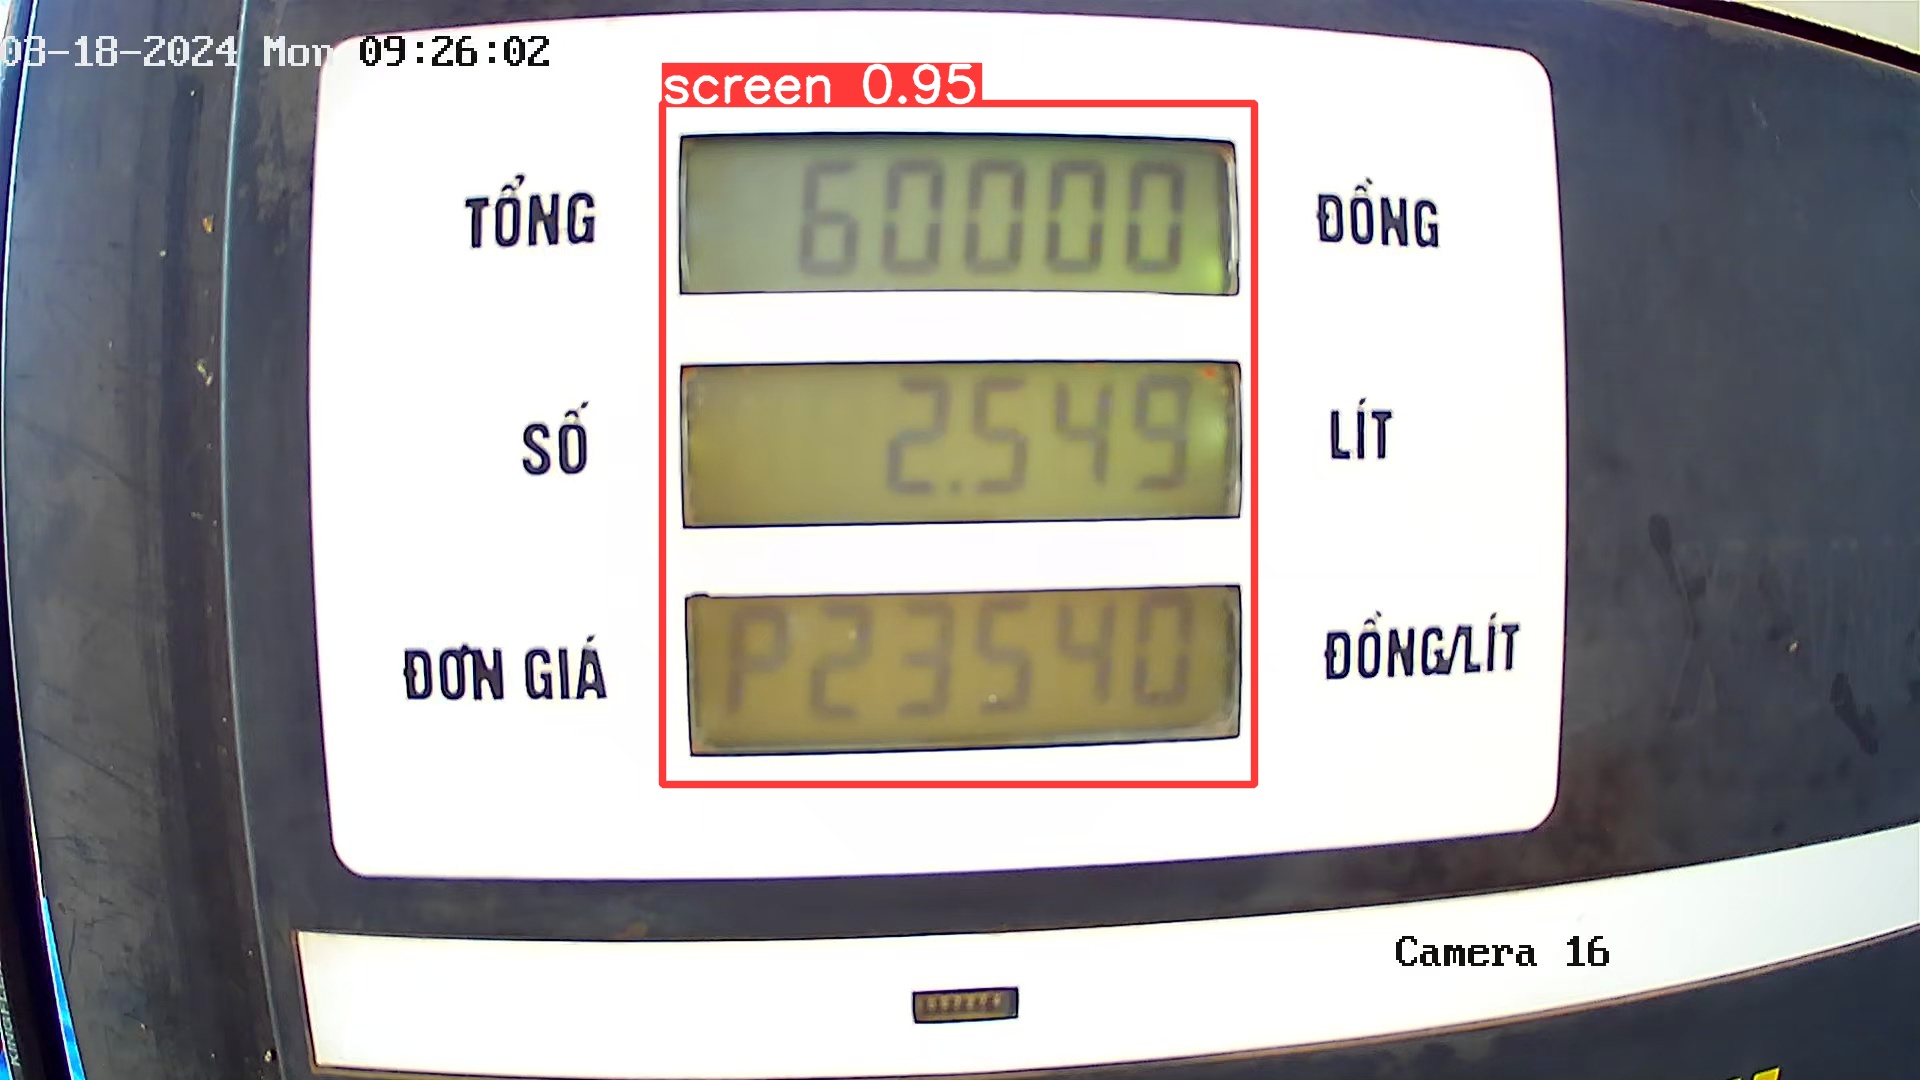 03-18-2024 Mon 09:26:02
screen 0.95
TỔNG 60000 ĐỒNG
SỐ 2.549 LÍT
ĐƠN GIÁ P23540 ĐỒNG/LÍT
Camera 16